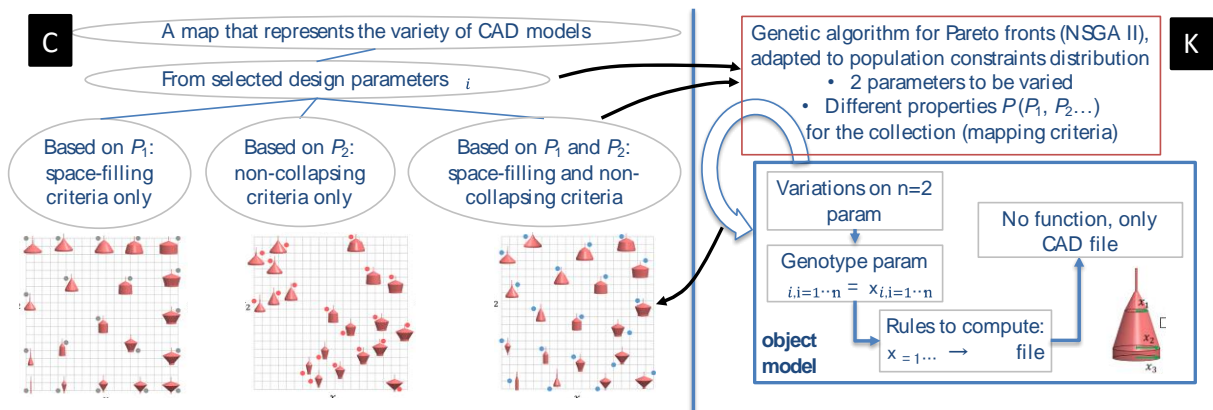 C
A map that represents the variety of CAD models
From selected design parameters i
Based on P1:
space-filling
criteria only
Based on P2:
non-collapsing
criteria only
Based on P1 and P2:
space-filling and non-
collapsing criteria
2
2
x
K
Genetic algorithm for Pareto fronts (NSGA II),
adapted to population constraints distribution
• 2 parameters to be varied
• Different properties P (P1, P2...)
for the collection (mapping criteria)
Variations on n=2
param
Genotype param
i,i=1··n = xi,i=1··n
Rules to compute:
x =1... → file
No function, only
CAD file
object
model
x1
x2
x3